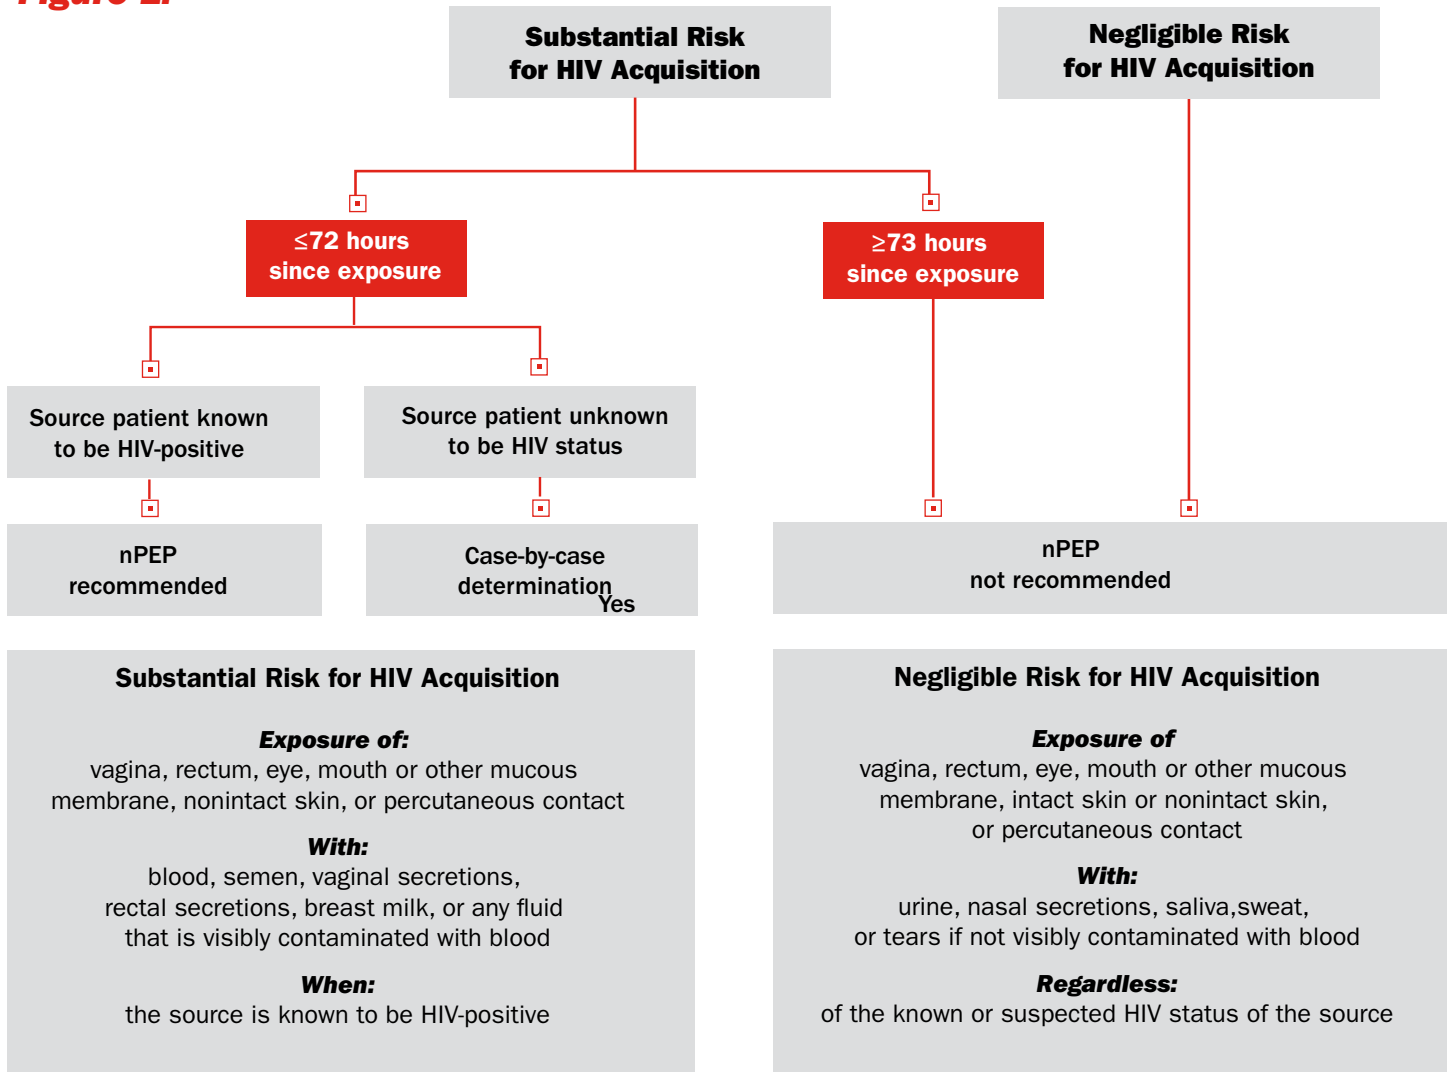 Figure 2.
Substantial Risk
for HIV Acquisition
Negligible Risk
for HIV Acquisition
≤72 hours
since exposure
≥73 hours
since exposure
Source patient known
to be HIV-positive
Source patient unknown
to be HIV status
nPEP
recommended
Case-by-case
determination
Yes
nPEP
not recommended
Substantial Risk for HIV Acquisition
Exposure of:
vagina, rectum, eye, mouth or other mucous
membrane, nonintact skin, or percutaneous contact
With:
blood, semen, vaginal secretions,
rectal secretions, breast milk, or any fluid
that is visibly contaminated with blood
When:
the source is known to be HIV-positive
Negligible Risk for HIV Acquisition
Exposure of
vagina, rectum, eye, mouth or other mucous
membrane, intact skin or nonintact skin,
or percutaneous contact
With:
urine, nasal secretions, saliva,sweat,
or tears if not visibly contaminated with blood
Regardless:
of the known or suspected HIV status of the source